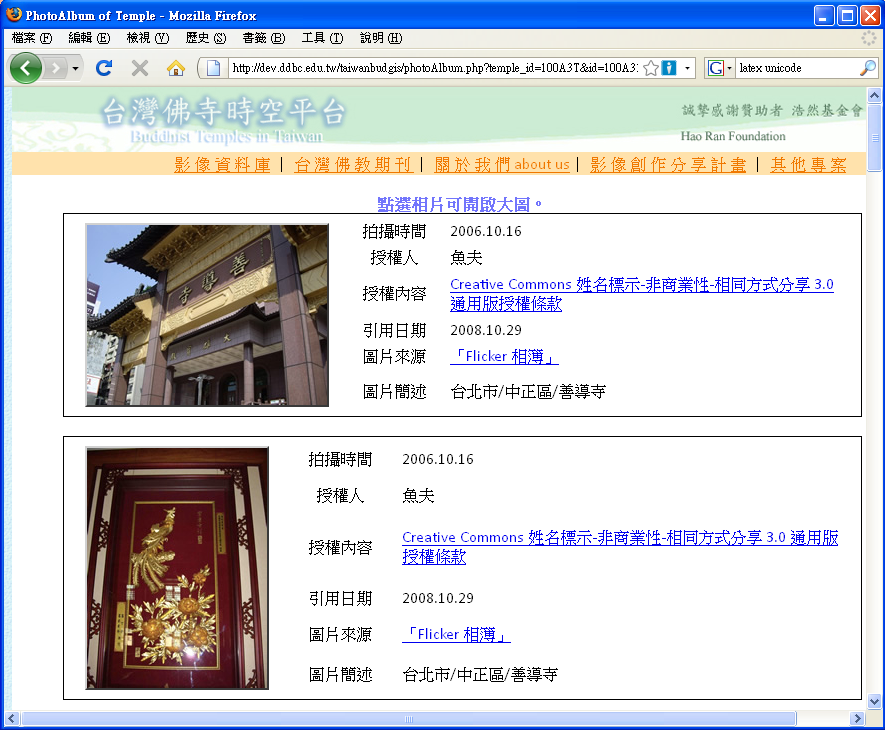 PhotoAlbum of Temple - Mozilla Firefox
檔案 (F) 編輯 (E) 檢視 (V) 歷史 (S) 書籤 (B) 工具 (T) 說明 (H)
http://dev.ddbc.edu.tw/taiwanbudgis/photoAlbum.php?temple_id=100A3T&id=100A3 G latex unicode
台灣佛寺時空平台
Buddhist Temples in Taiwan
誠摯感謝贊助者 浩然基金會
Hao Ran Foundation
影像資料庫 | 台灣佛教期刊 | 關於我們about us | 影像創作分享計畫 | 其他專案
點選相片可開啟大圖。
善導寺
拍攝時間 2006.10.16
授權人 魚夫
授權內容 Creative Commons 姓名標示-非商業性-相同方式分享 3.0
通用版授權條款
引用日期 2008.10.29
圖片來源 「Flicker 相簿」
圖片簡述 台北市/中正區/善導寺
拍攝時間 2006.10.16
授權人 魚夫
授權內容 Creative Commons 姓名標示-非商業性-相同方式分享 3.0 通用版
授權條款
引用日期 2008.10.29
圖片來源 「Flicker 相簿」
圖片簡述 台北市/中正區/善導寺